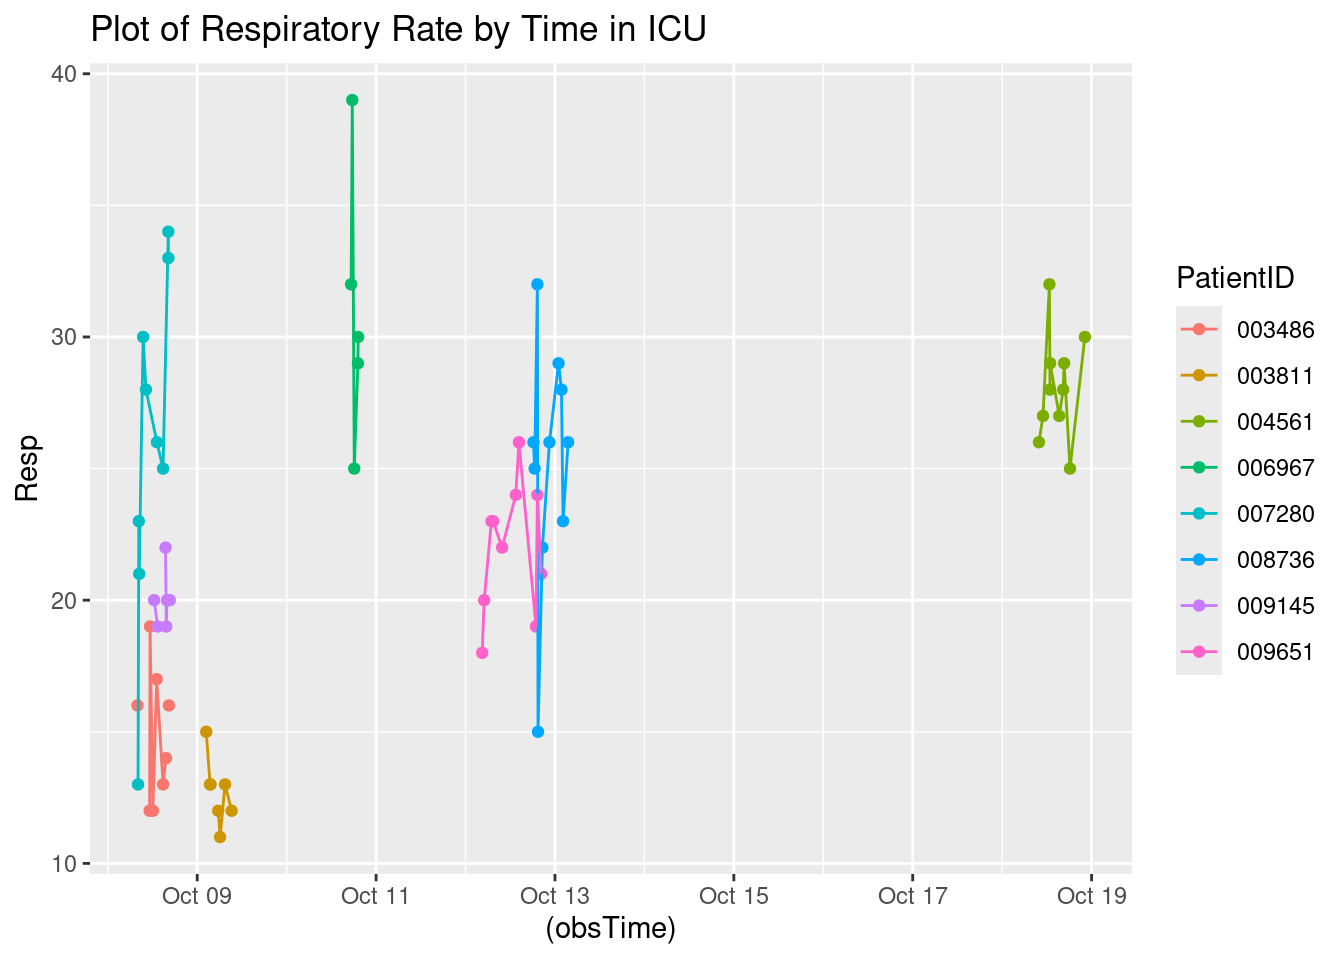 Plot of Respiratory Rate by Time in ICU
40
30
20
10
Resp
Oct 09
Oct 11
Oct 13
Oct 15
Oct 17
Oct 19
(obsTime)
PatientID
003486
003811
004561
006967
007280
008736
009145
009651